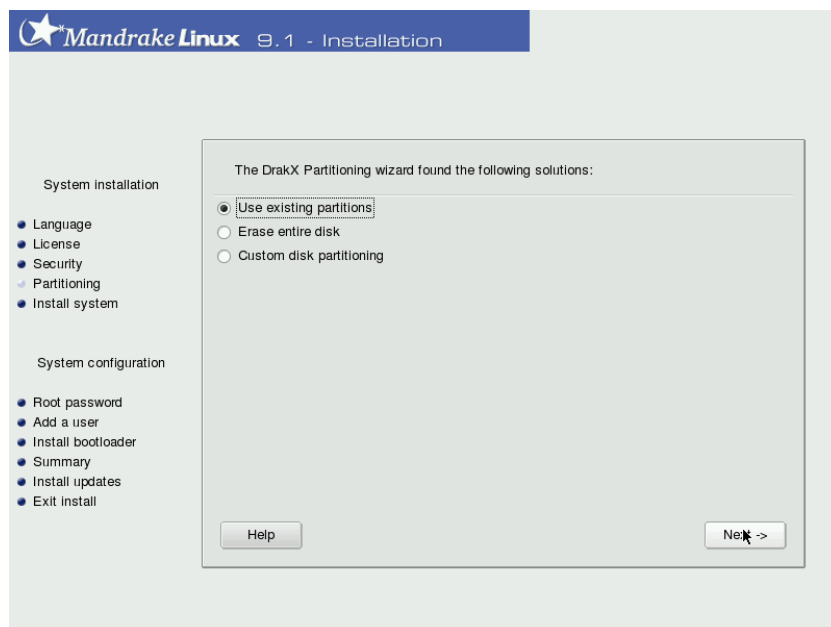 Mandrake Linux 9.1 - Installation
System installation
Language
License
Security
Partitioning
Install system
System configuration
Root password
Add a user
Install bootloader
Summary
Install updates
Exit install
The DrakX Partitioning wizard found the following solutions:
Use existing partitions
Erase entire disk
Custom disk partitioning
Help
Next ->